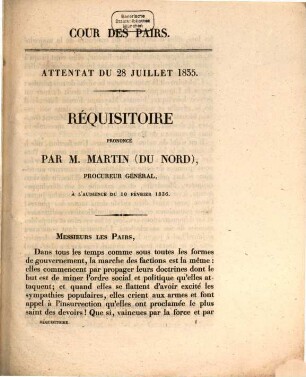 Bayerische
Staatsbibliothek
München
COUR DES PAIRS.
ATTENTAT DU 28 JUILLET 1835.
RÉQUISITOIRE
PRONONCÉ
PAR M. MARTIN (DU NORD),
PROCUREUR GÉNÉRAL,
À L'AUDIENCE DU 10 FÉVRIER 1836.
MESSIEURS LES PAIRS,
Dans tous les temps comme sous toutes les formes
de gouvernement, la marche des factions est la même :
elles commencent par propager leurs doctrines dont le
but est de miner l'ordre social et politique qu'elles at-
taquent; et quand elles se flattent d'avoir excité les
sympathies populaires, elles crient aux armes et font
appel à l'insurrection qu'elles ont proclamée le plus
saint des devoirs! Que si, vaincues par la force et par
RÉQUISITOIRE. 1